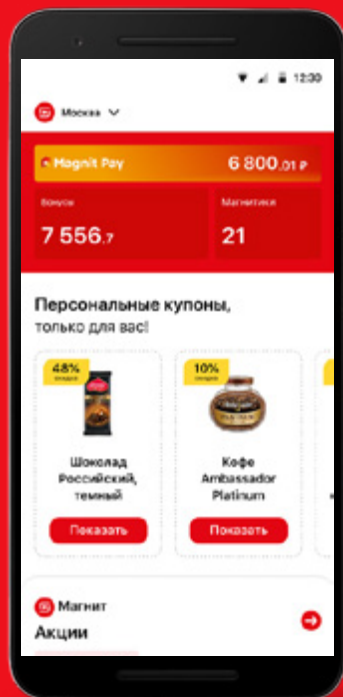 12:30
Москва
Magnit Pay
6 800.01 ₽
Бонусы
Магнитики
7 556.7
21
Персональные купоны,
только для вас!
48%
скидка
10%
скидка
Шоколад
Российский,
темный
Кофе
Ambassador
Platinum
Показать
Показать
Магнит
Акции